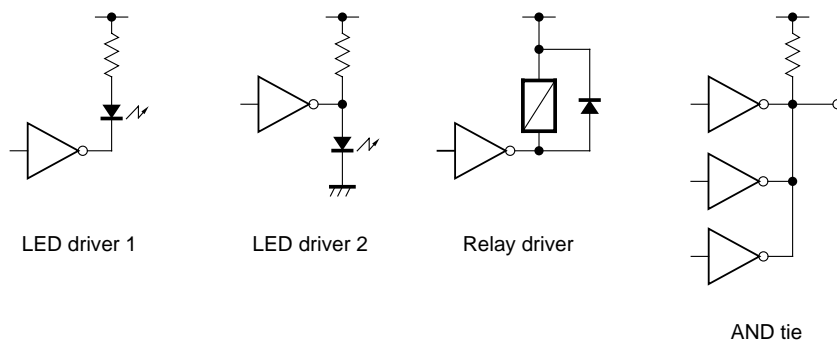 LED driver 1
LED driver 2
Relay driver
AND tie